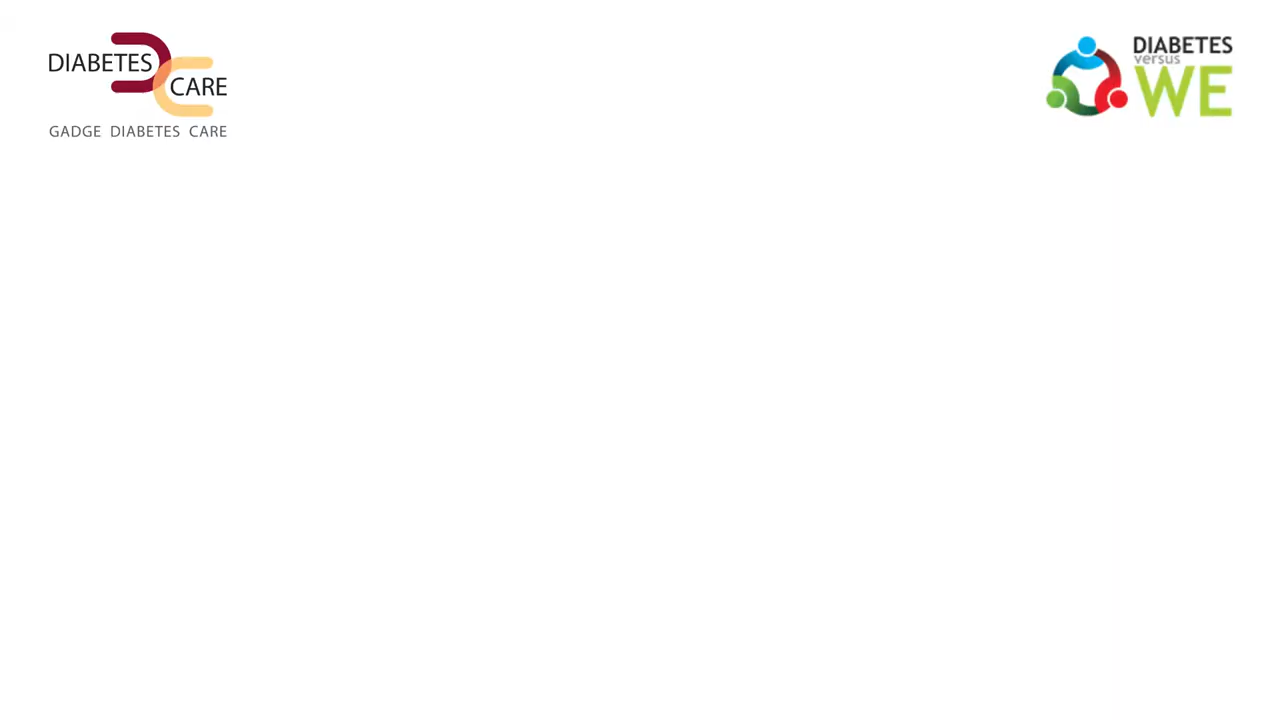 DIABETES
CARE
GADGE DIABETES CARE
DIABETES
versus
WE